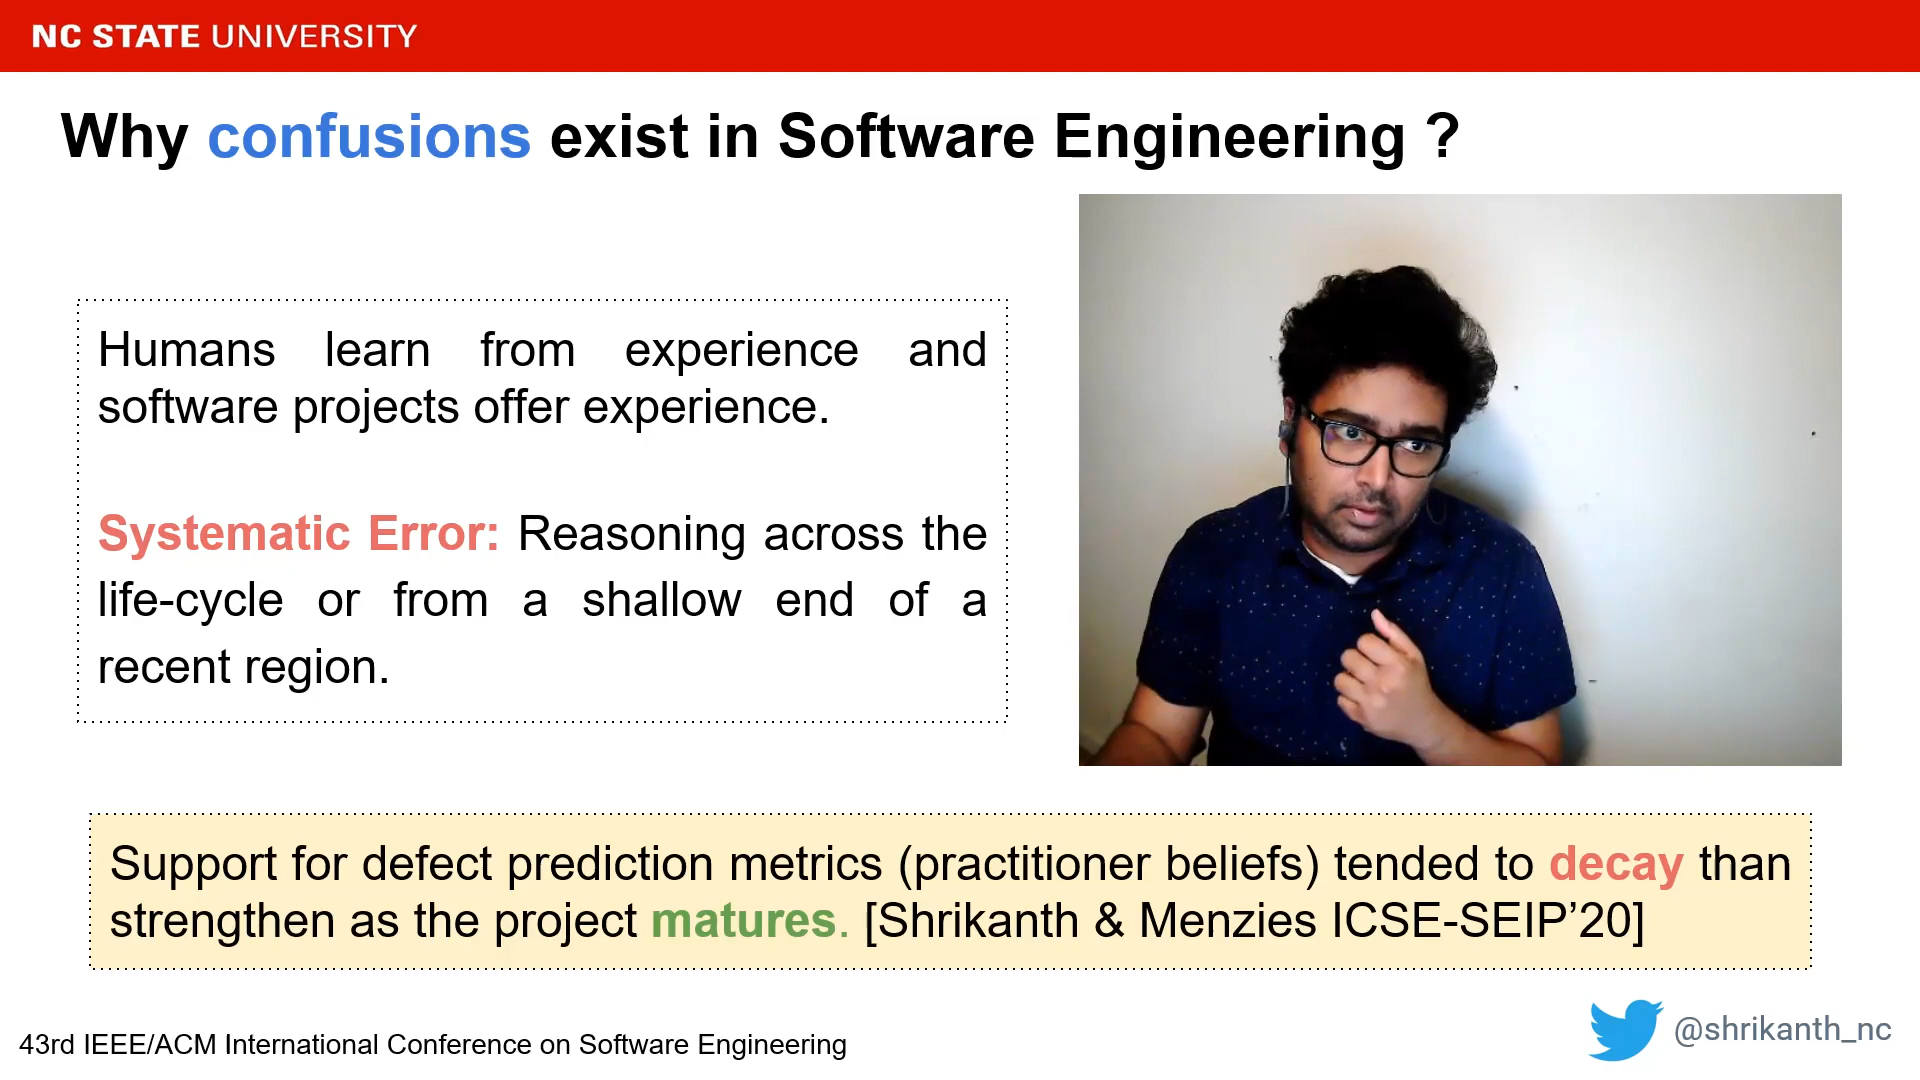 NC STATE UNIVERSITY
Why confusions exist in Software Engineering ?
Humans learn from experience and
software projects offer experience.
Systematic Error: Reasoning across the
life-cycle or from a shallow end of a
recent region.
Support for defect prediction metrics (practitioner beliefs) tended to decay than
strengthen as the project matures. [Shrikanth & Menzies ICSE-SEIP’20]
43rd IEEE/ACM International Conference on Software Engineering
@shrikanth_nc